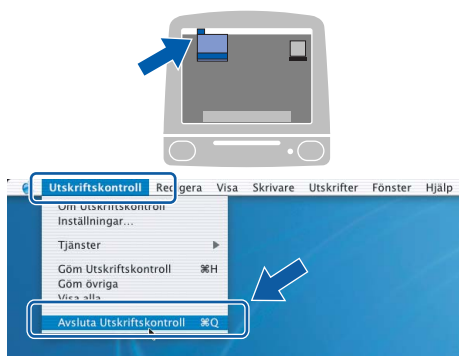 Utskriftskontroll Redigera Visa Skrivare Utskrifter Fönster Hjälp
Om Utskriftskontroll
Inställningar...
Tjänster
Göm Utskriftskontroll ⌘H
Göm övriga
Visa alla
Avsluta Utskriftskontroll ⌘Q